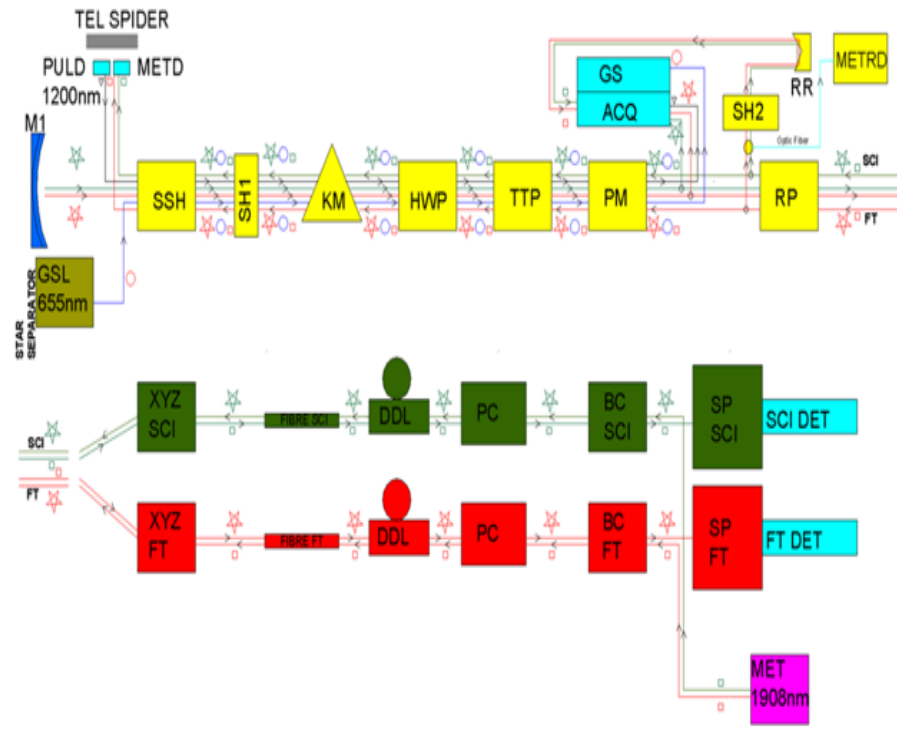 TEL SPIDER
PULD METD
1200nm
M1
GS
ACQ
RR
METRD
SH2
Optic Fiber
SSH
SH1
KM
HWP
TTP
PM
RP
SCI
FT
GSL
655nm
STAR
SEPARATOR
XYZ
SCI
FIBRE SCI
DDL
PC
BC
SCI
SP
SCI
SCI DET
SCI
FT
XYZ
FT
FIBRE FT
DDL
PC
BC
FT
SP
FT
FT DET
MET
1908nm